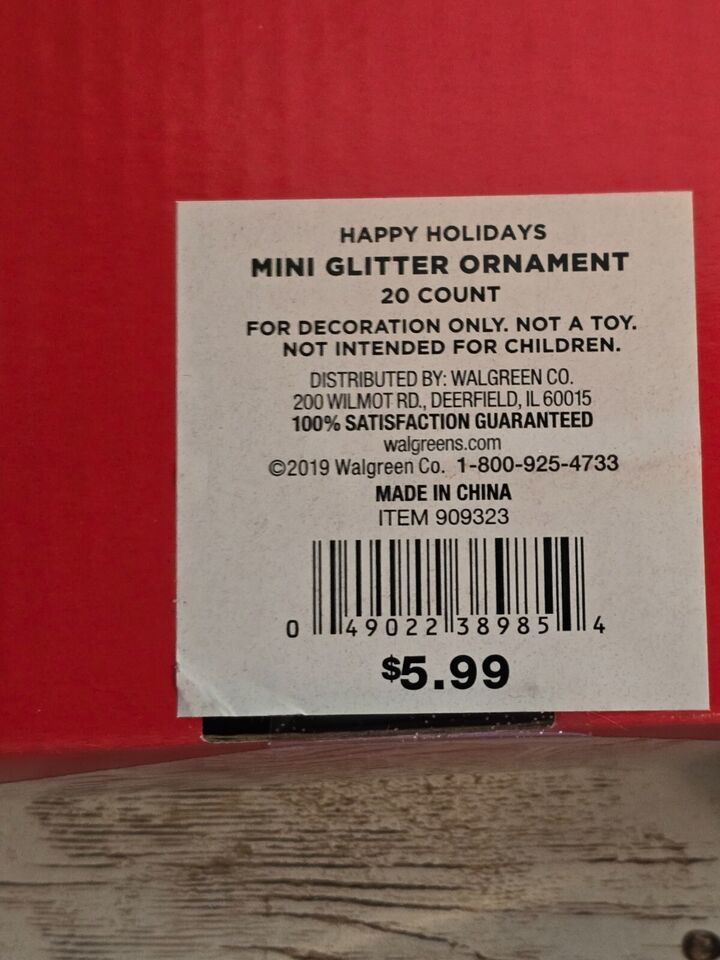 HAPPY HOLIDAYS
MINI GLITTER ORNAMENT
20 COUNT
FOR DECORATION ONLY. NOT A TOY.
NOT INTENDED FOR CHILDREN.
DISTRIBUTED BY: WALGREEN CO.
200 WILMOT RD., DEERFIELD, IL 60015
100% SATISFACTION GUARANTEED
walgreens.com
©2019 Walgreen Co. 1-800-925-4733
MADE IN CHINA
ITEM 909323
0 49022 38985 4
$5.99